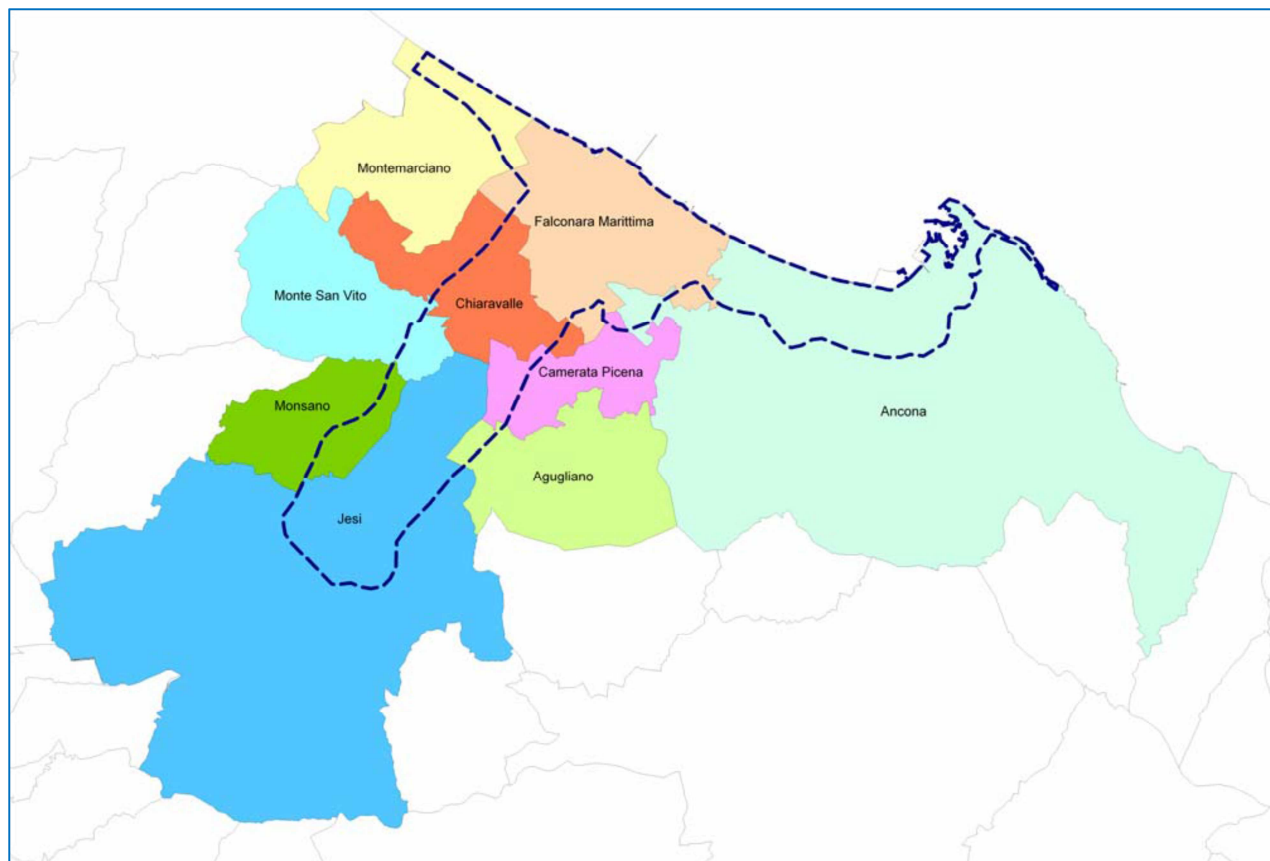 Montemarciano
Falconara Marittima
Monte San Vito
Chiaravalle
Camerata Picena
Monsano
Ancona
Agugliano
Jesi